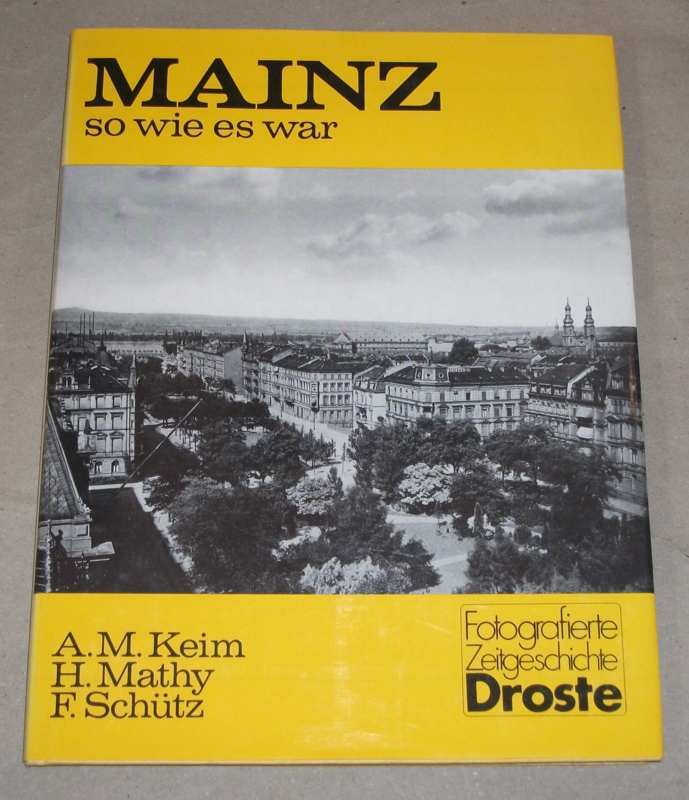 MAINZ
so wie es war
A.M. Keim
H. Mathy
F. Schütz
Fotografierte
Zeitgeschichte
Droste